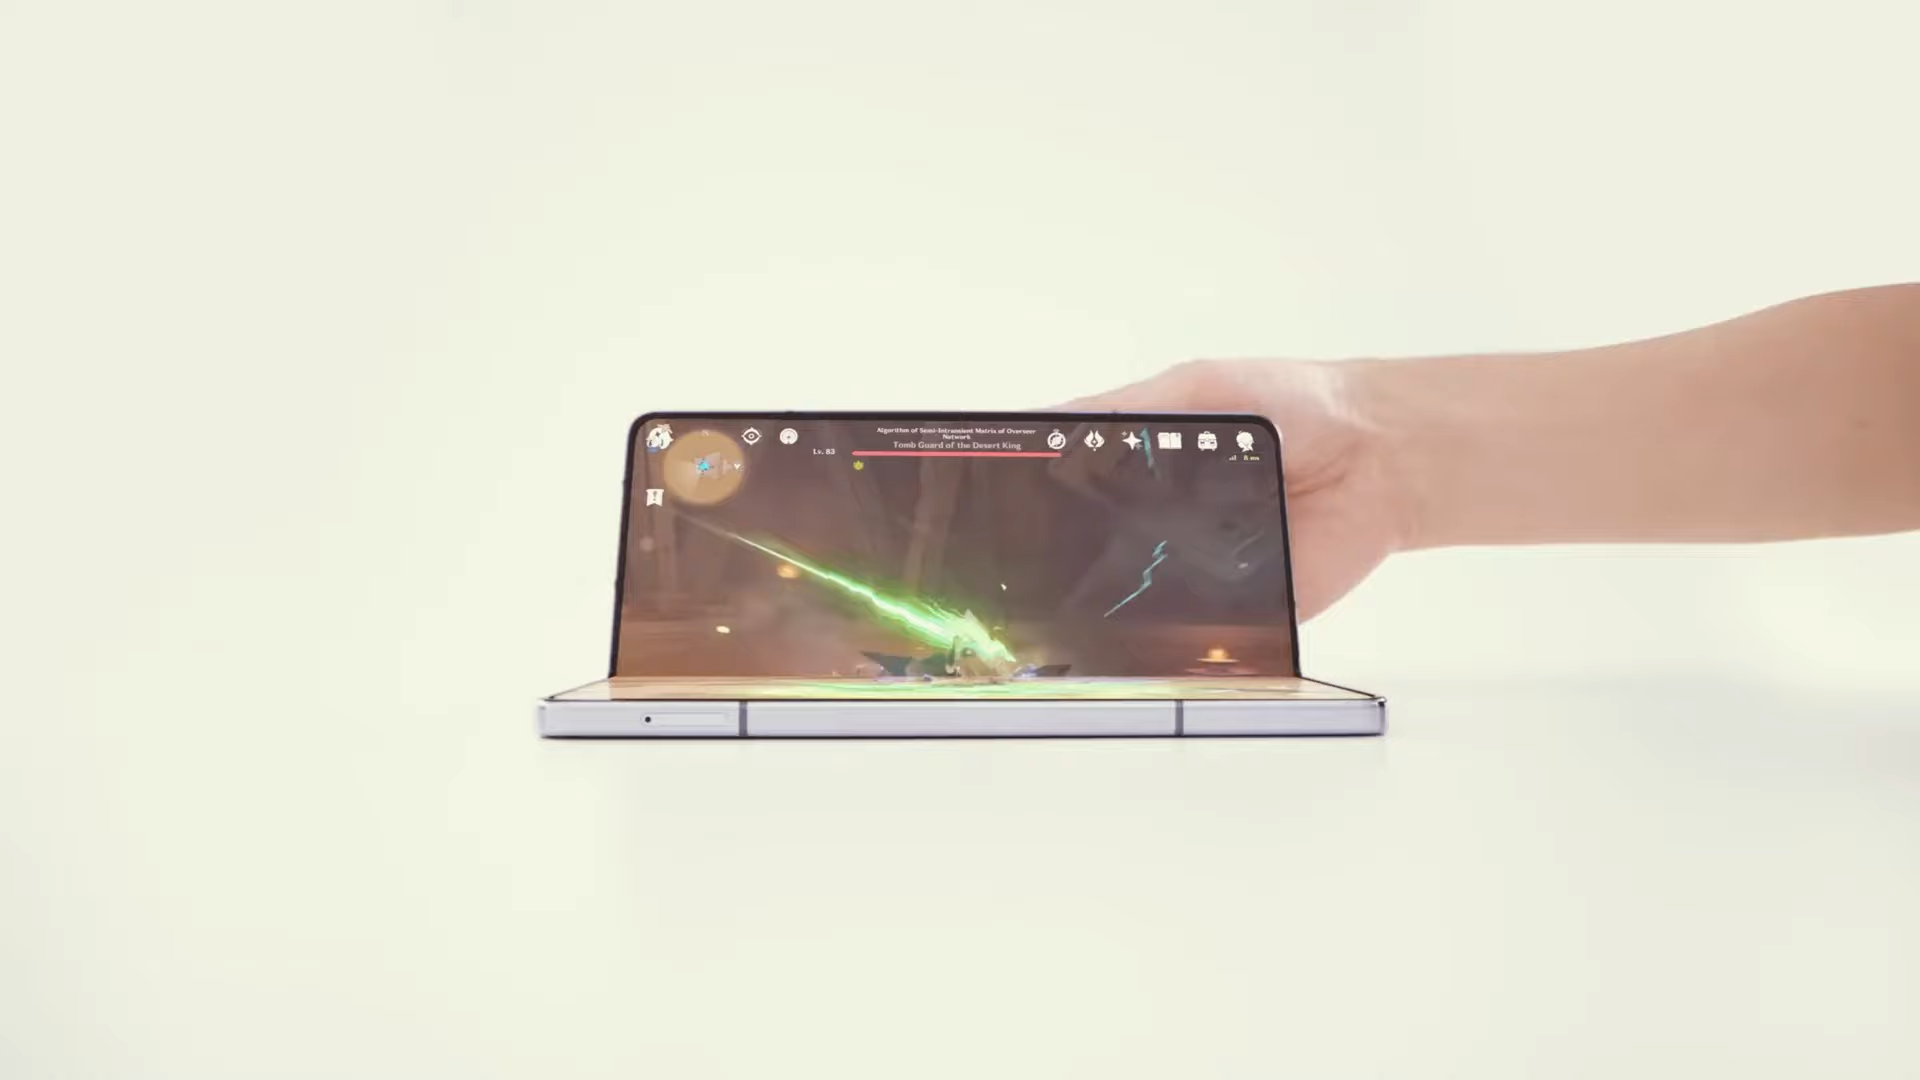 Algorithm of Semi-Intransient Matrix of Overseer
Network
Tomb Guard of the Desert King
Lv. 83